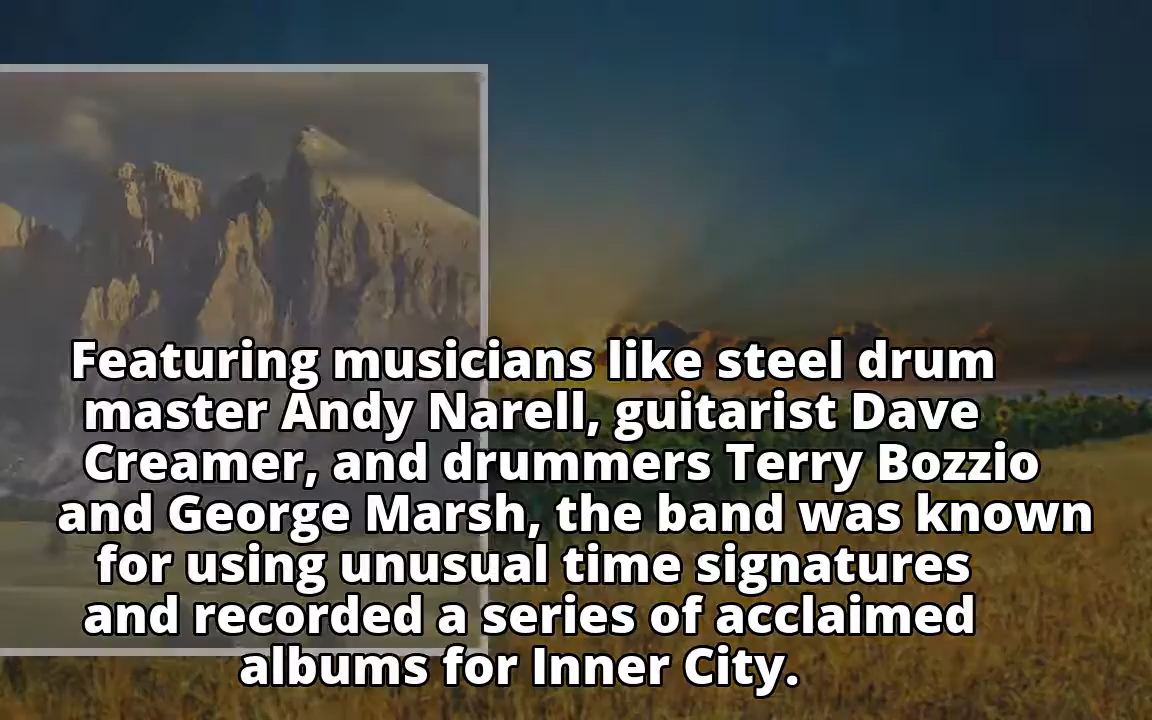 Featuring musicians like steel drum
master Andy Narell, guitarist Dave
Creamer, and drummers Terry Bozzio
and George Marsh, the band was known
for using unusual time signatures
and recorded a series of acclaimed
albums for Inner City.